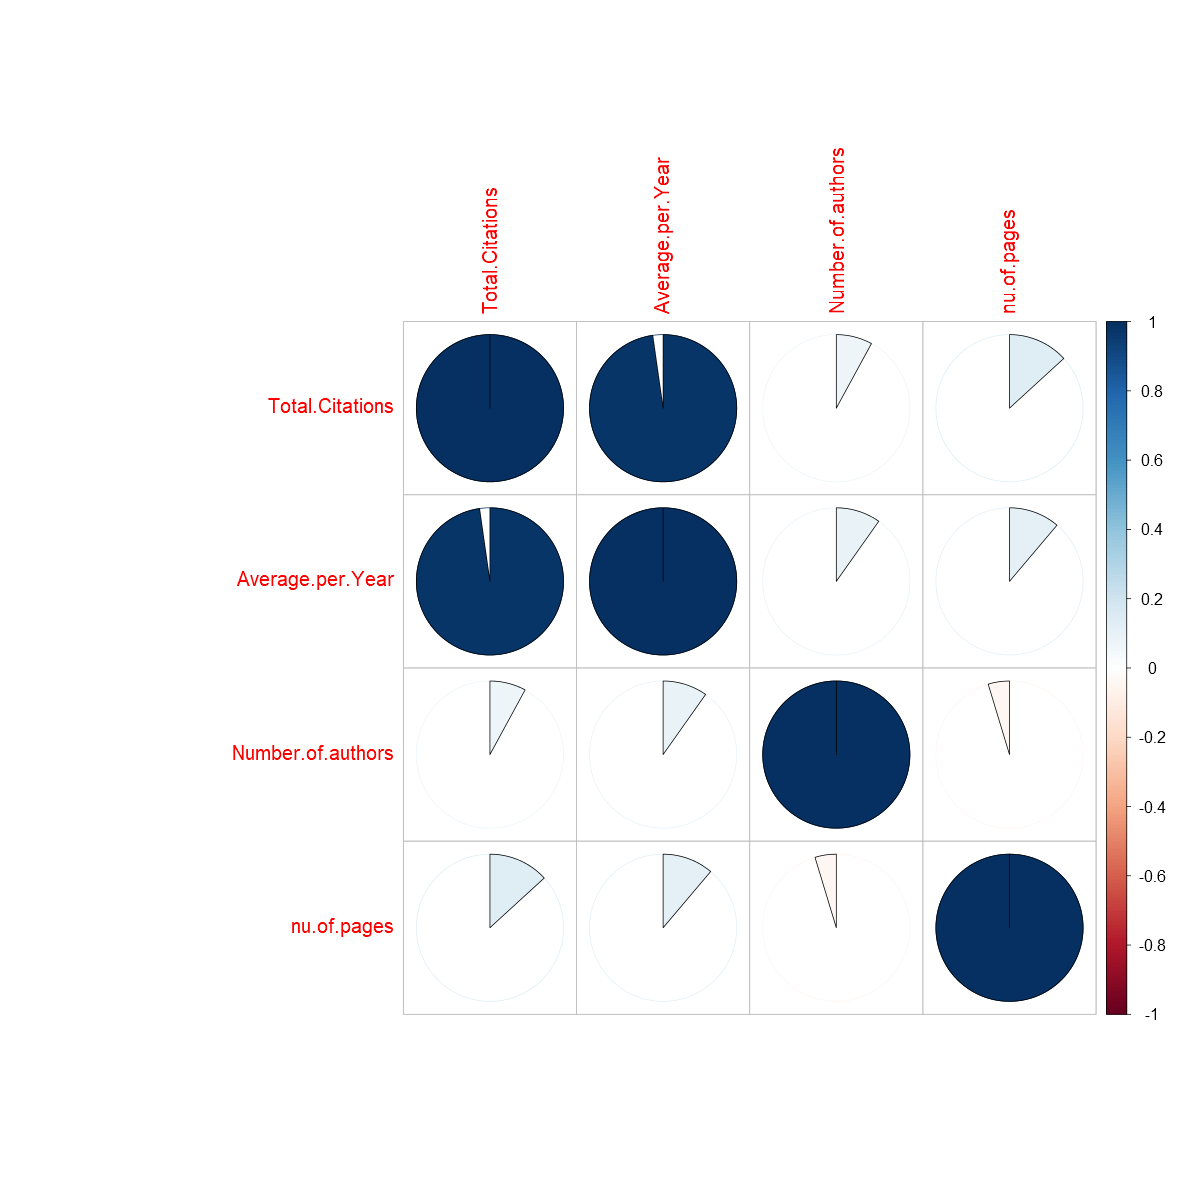 Total.Citations
Average.per.Year
Number.of.authors
nu.of.pages
Total.Citations
Average.per.Year
Number.of.authors
nu.of.pages
1
0.8
0.6
0.4
0.2
0
-0.2
-0.4
-0.6
-0.8
-1